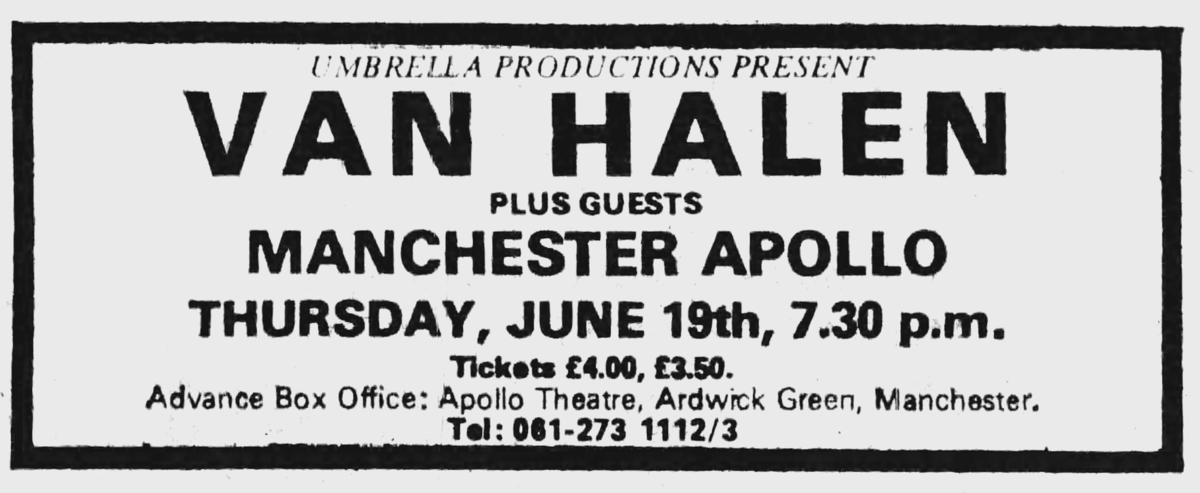 UMBRELLA PRODUCTIONS PRESENT
VAN HALEN
PLUS GUESTS
MANCHESTER APOLLO
THURSDAY, JUNE 19th, 7.30 p.m.
Tickets £4.00, £3.50.
Advance Box Office: Apollo Theatre, Ardwick Green, Manchester.
Tel: 061-273 1112/3